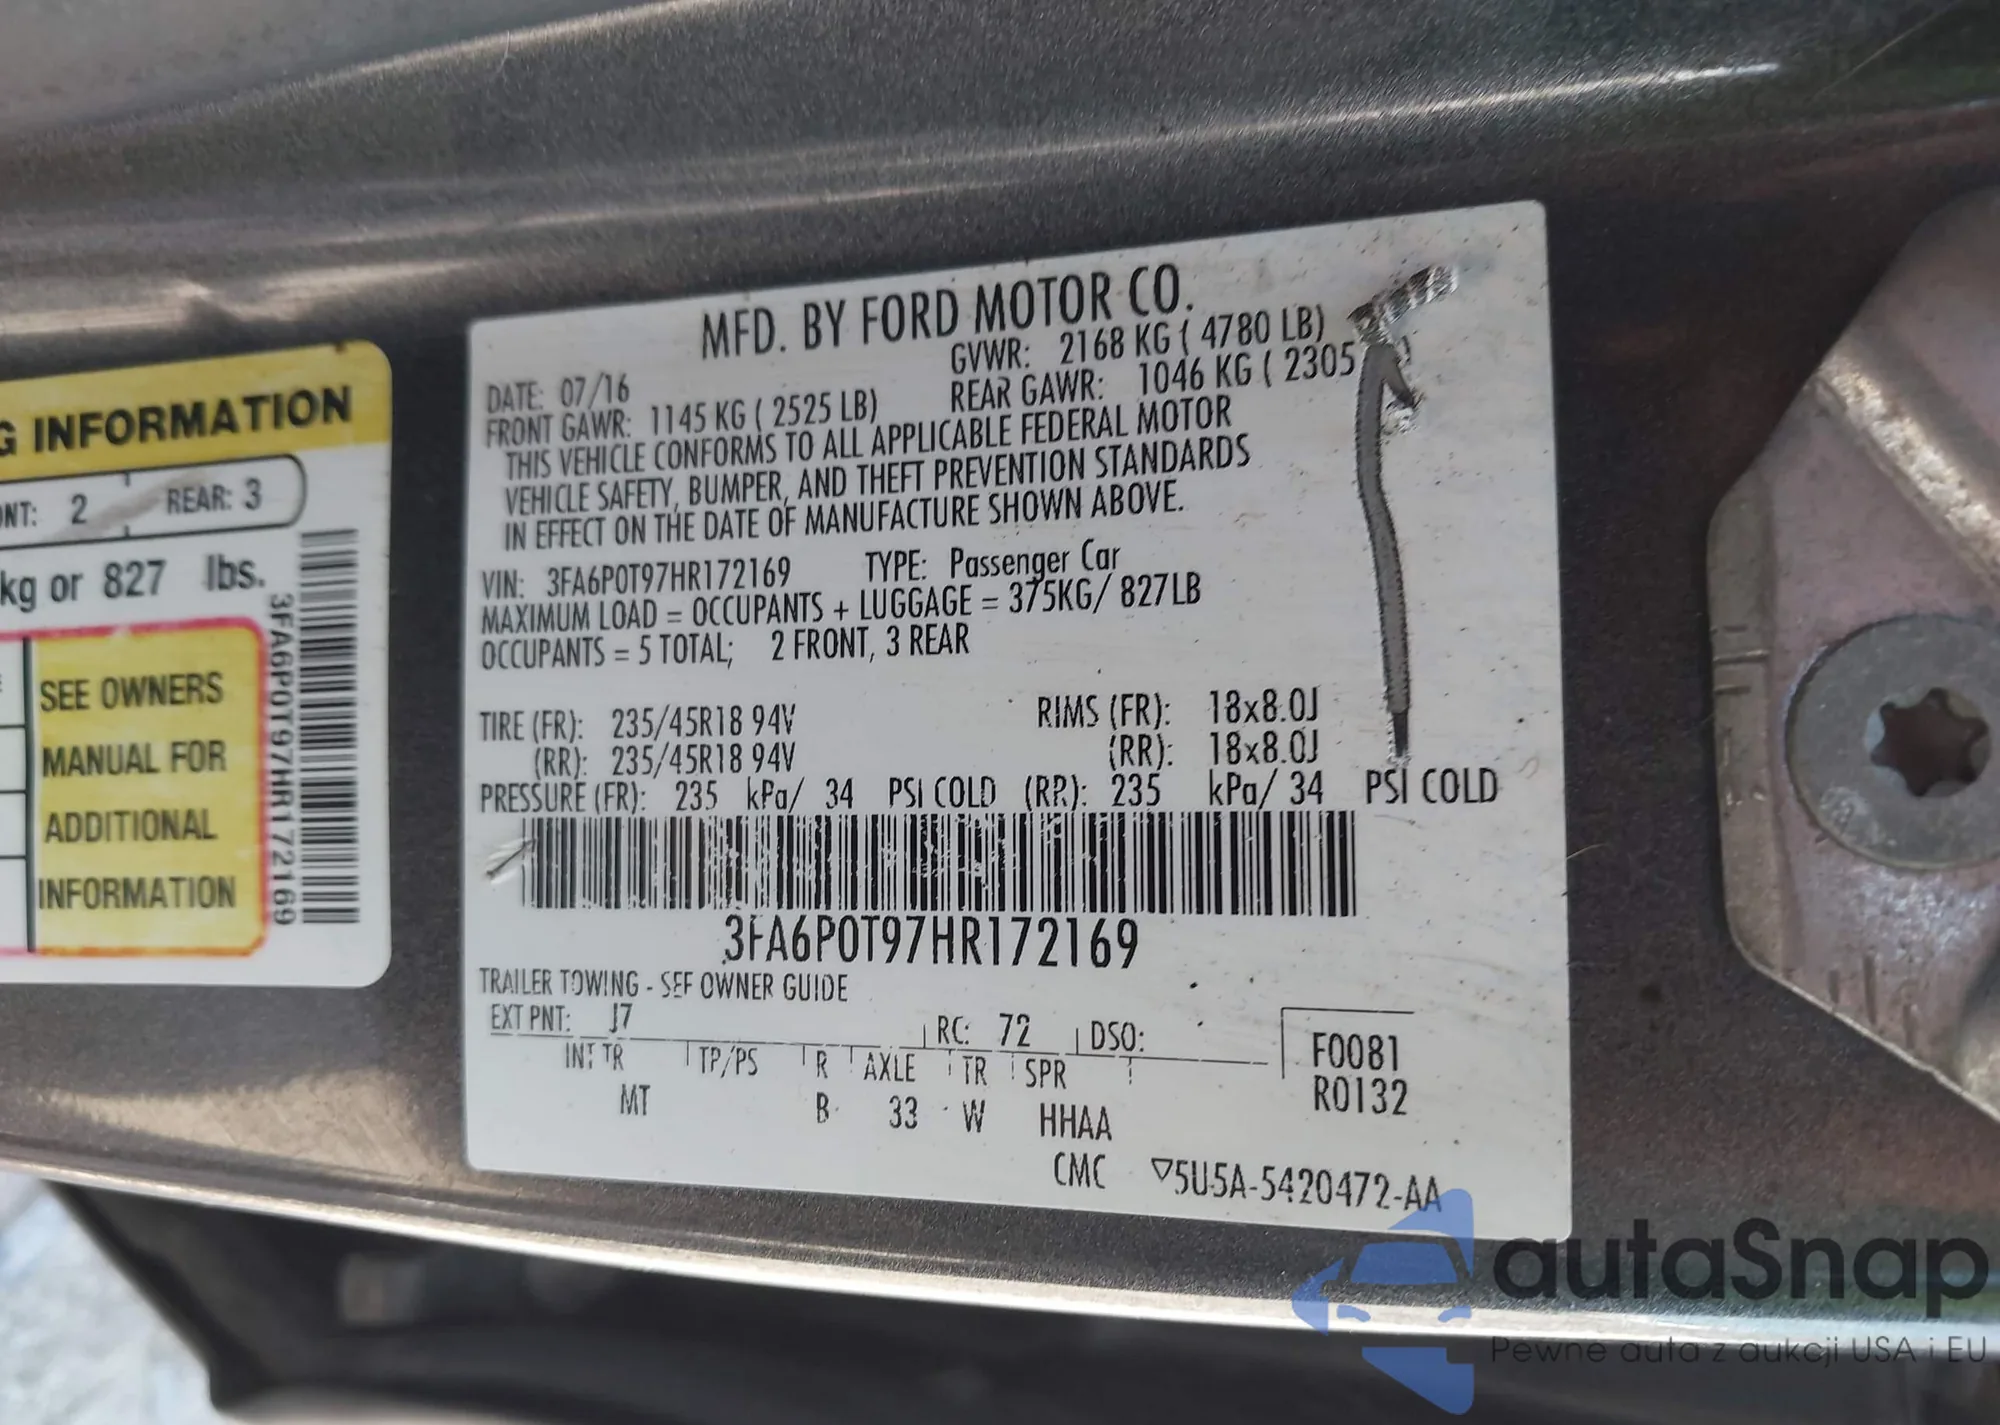 G INFORMATION
NT: 2 REAR: 3
kg or 827 lbs.
SEE OWNERS
MANUAL FOR
ADDITIONAL
INFORMATION
3FA6P0T97HR172169
MFD. BY FORD MOTOR CO.
DATE: 07/16 GVWR: 2168 KG ( 4780 LB)
FRONT GAWR: 1145 KG ( 2525 LB) REAR GAWR: 1046 KG ( 2305
THIS VEHICLE CONFORMS TO ALL APPLICABLE FEDERAL MOTOR
VEHICLE SAFETY, BUMPER, AND THEFT PREVENTION STANDARDS
IN EFFECT ON THE DATE OF MANUFACTURE SHOWN ABOVE.
VIN: 3FA6P0T97HR172169 TYPE: Passenger Car
MAXIMUM LOAD = OCCUPANTS + LUGGAGE = 375KG/ 827LB
OCCUPANTS = 5 TOTAL; 2 FRONT, 3 REAR
TIRE (FR): 235/45R18 94V RIMS (FR): 18x8.0J
(RR): 235/45R18 94V (RR): 18x8.0J
PRESSURE (FR): 235 kPa/ 34 PSI COLD (RR): 235 kPa/ 34 PSI COLD
3FA6P0T97HR172169
TRAILER TOWING - SEE OWNER GUIDE
EXT PNT: J7 RC: 72 DSO:
INT TR TP/PS R AXLE TR SPR
MT B 33 W HHAA
F0081
R0132
CMC ▽5U5A-5420472-AA
autaSnap
Pewne auta z aukcji USA i EU